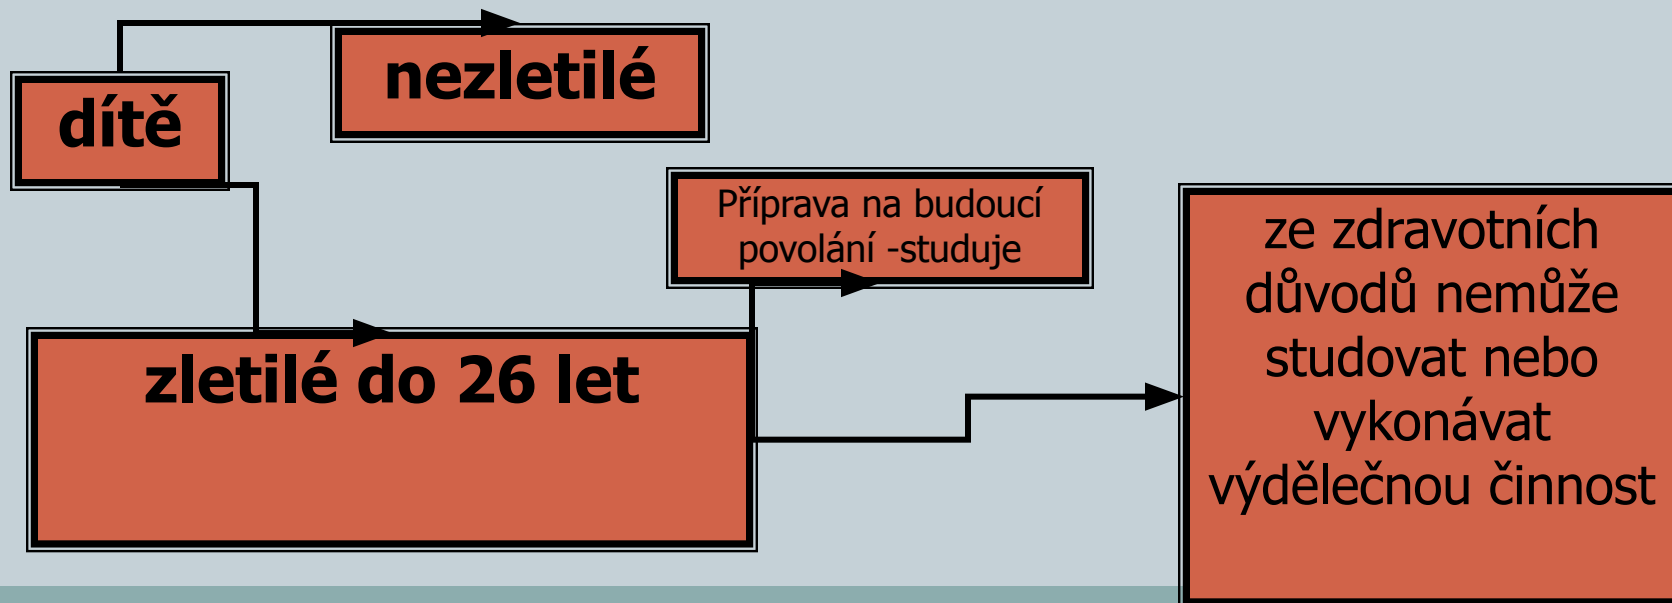 nezletilé
dítě
Příprava na budoucí
povolání -studuje
zletilé do 26 let
ze zdravotních
důvodů nemůže
studovat nebo
vykonávat
výdělečnou činnost